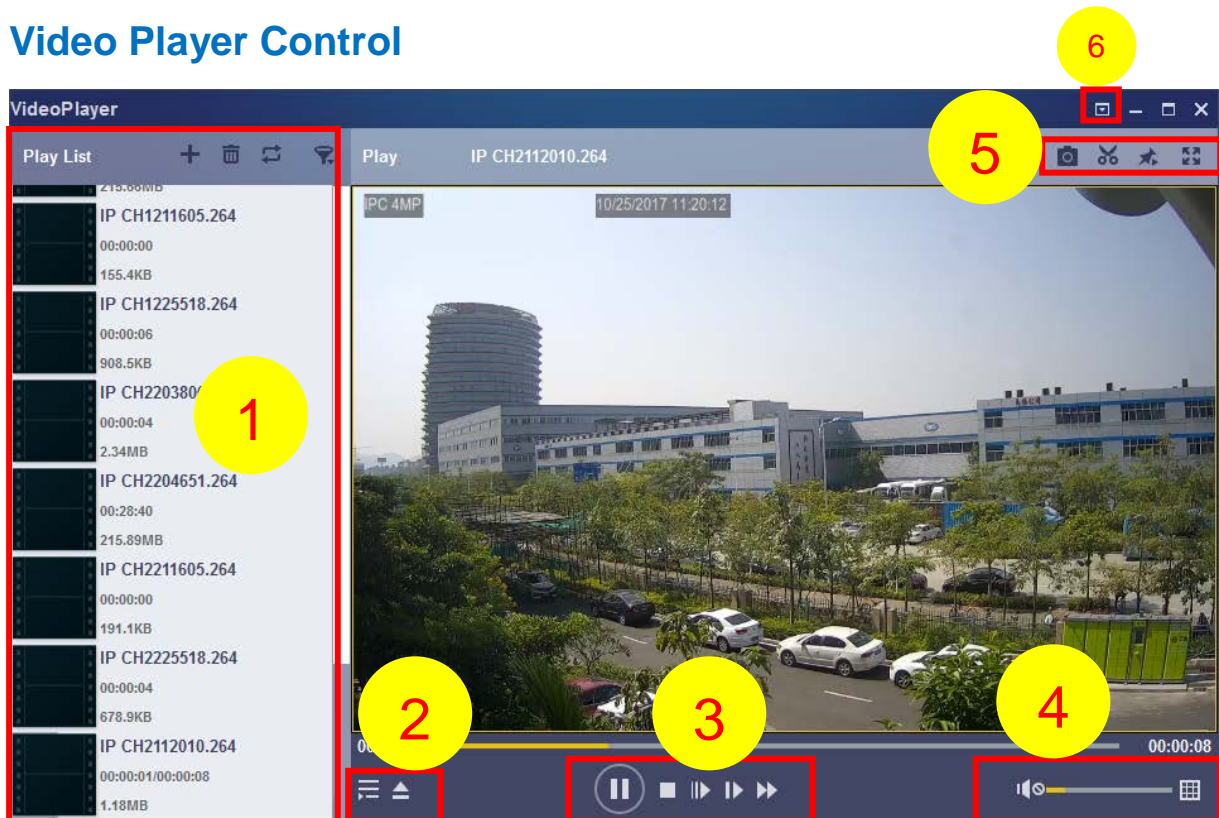 Video Player Control
6
VideoPlayer
Play List
Play IP CH2112010.264
5
215.66MB
IP CH1211605.264
00:00:00
155.4KB
IP CH1225518.264
00:00:06
908.5KB
00:00:04
2.34MB
IP CH2204651.264
00:28:40
215.89MB
IP CH2211605.264
00:00:00
191.1KB
IP CH2225518.264
00:00:04
678.9KB
IP CH2112010.264
00:00:01/00:00:08
1.18MB
1
IPC 4MP
10/25/2017 11:20:12
2
3
4
00:00:08